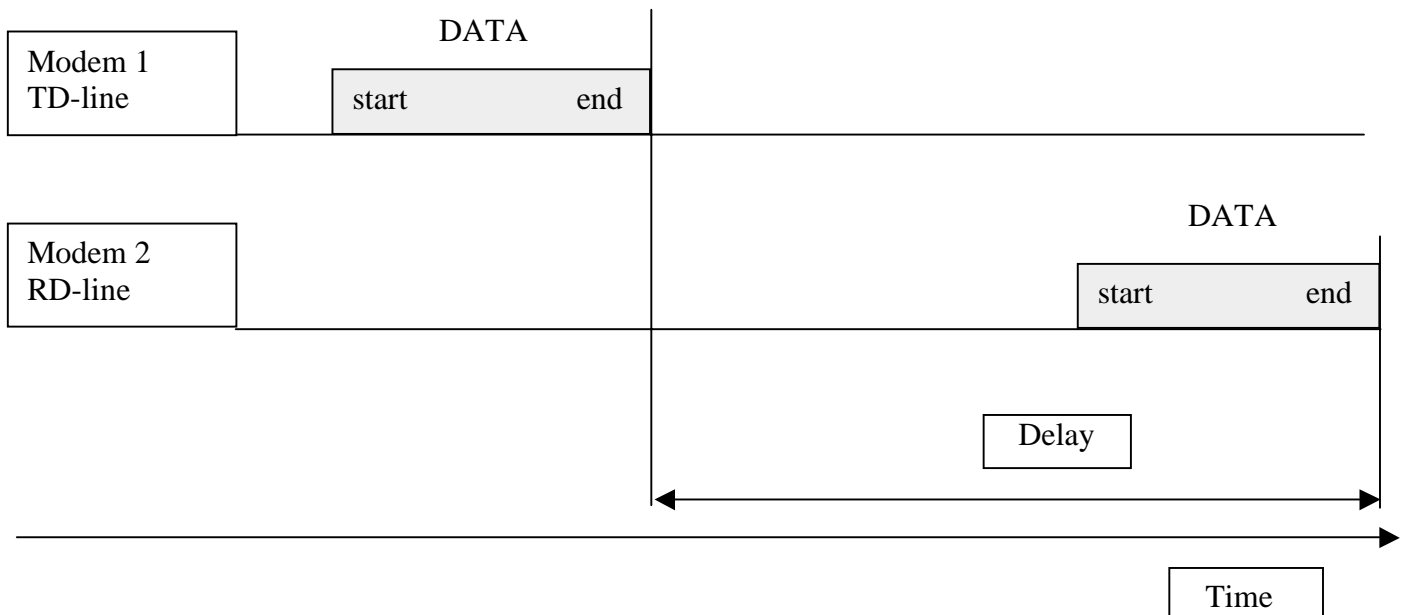 DATA
Modem 1
TD-line
start end
DATA
Modem 2
RD-line
start end
Delay
Time